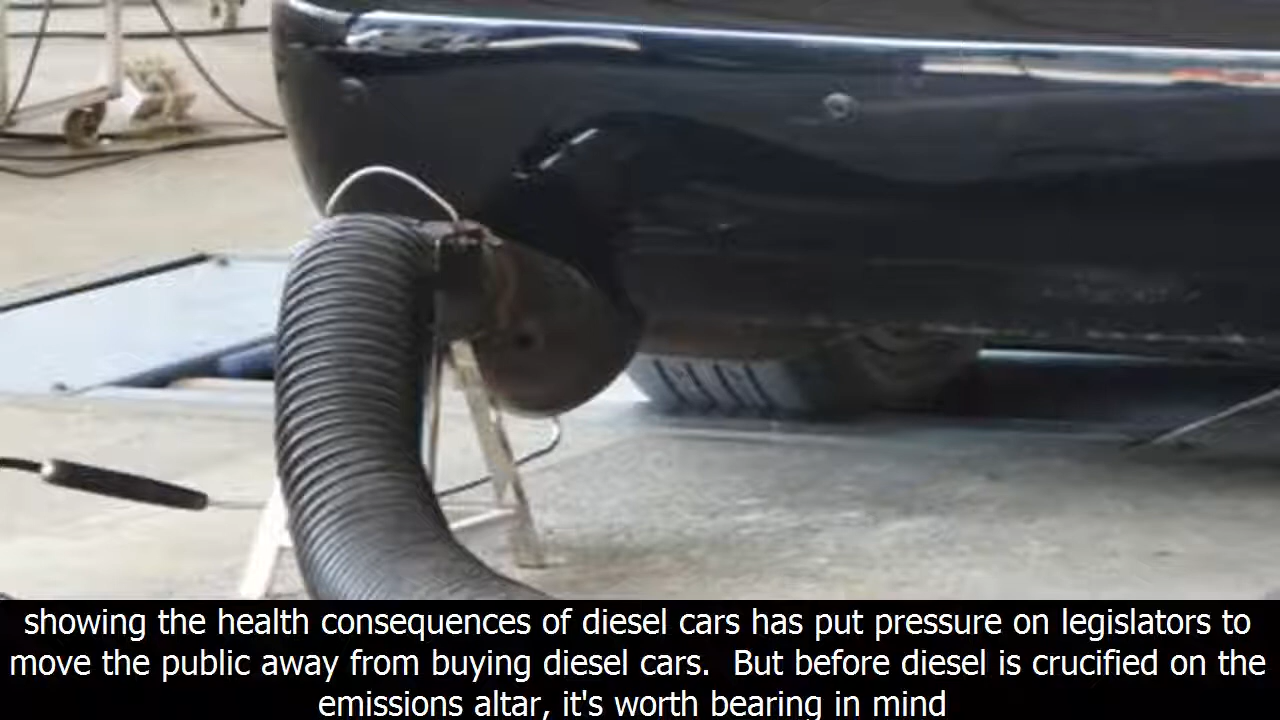 showing the health consequences of diesel cars has put pressure on legislators to
move the public away from buying diesel cars.  But before diesel is crucified on the
emissions altar, it's worth bearing in mind